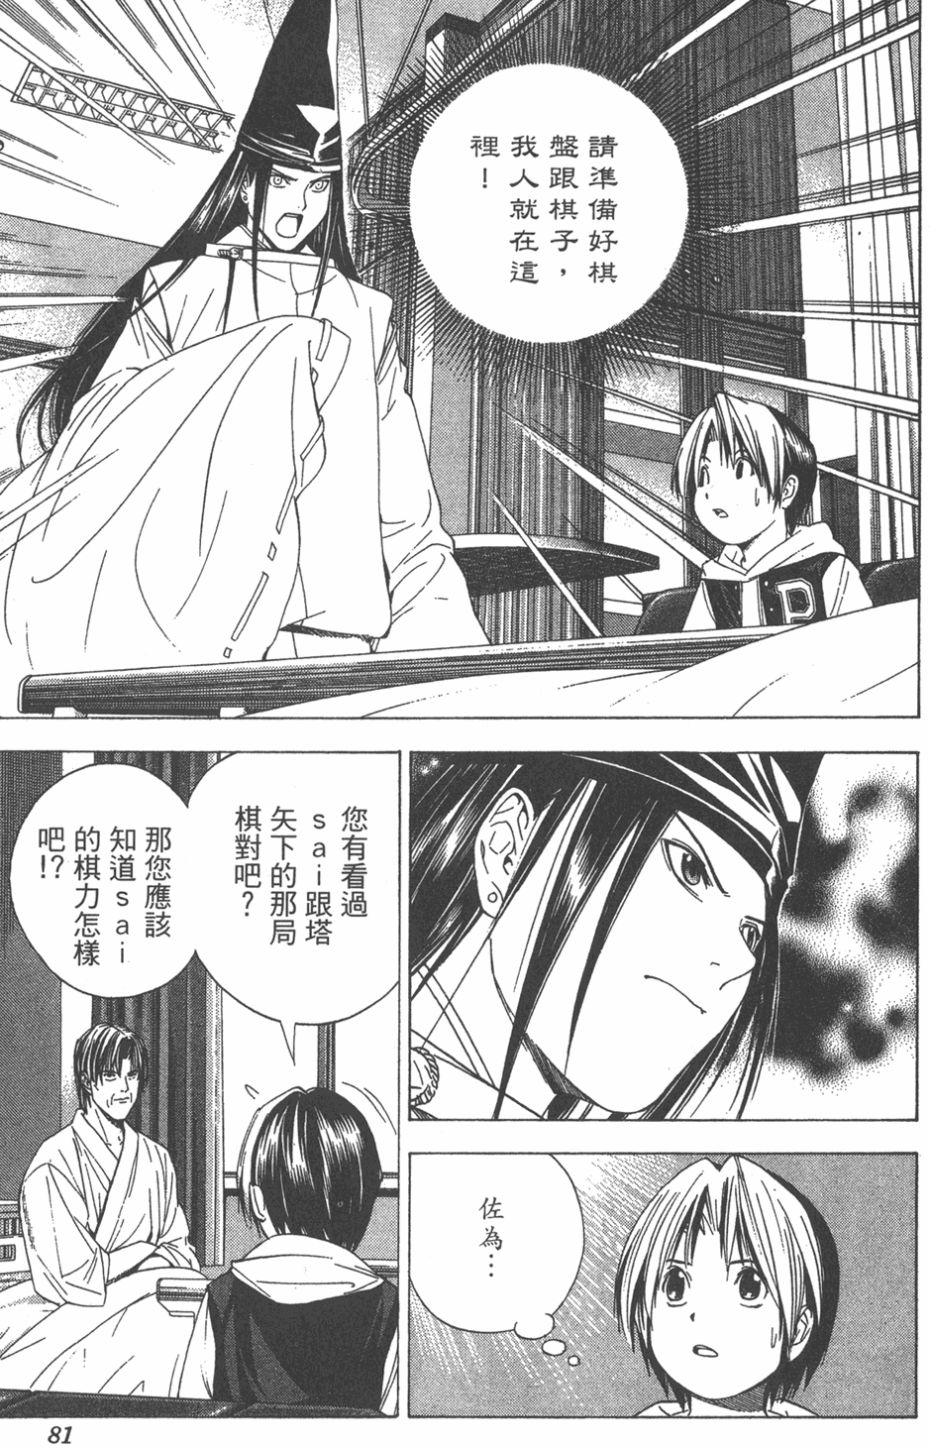 請準備好棋
盤跟棋子，
我人就在這
裡！
P
佐為…
您有看過
sai跟塔
矢下的那局
棋對吧？
那您應該
知道sai
的棋力怎樣
吧!?
81